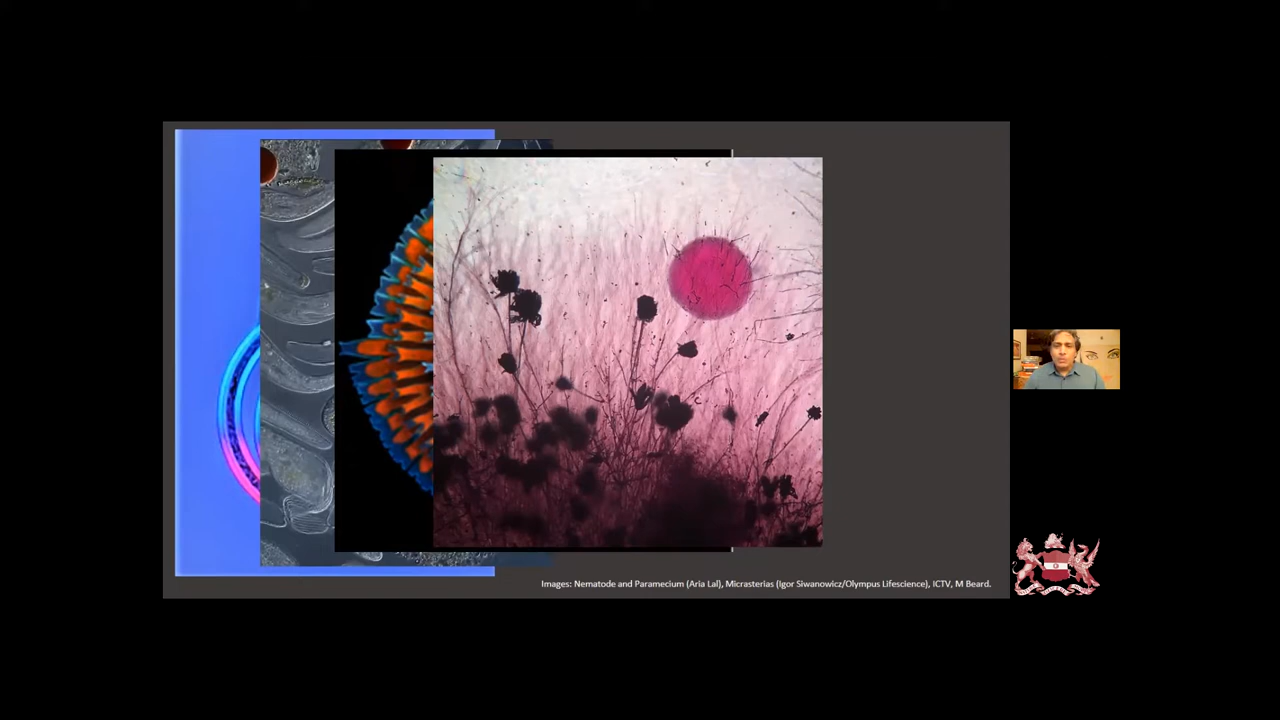 Images: Nematode and Paramecium (Aria Lal), Micrasterias (Igor Siwanowicz/Olympus Lifescience), ICTV, M Beard.